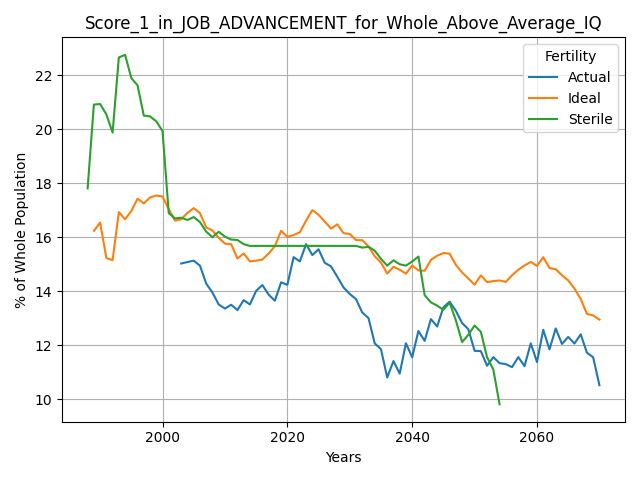 Score_1_in_JOB_ADVANCEMENT_for_Whole_Above_Average_IQ
Fertility
Actual
Ideal
Sterile
% of Whole Population
22
20
18
16
14
12
10
2000 2020 2040 2060
Years